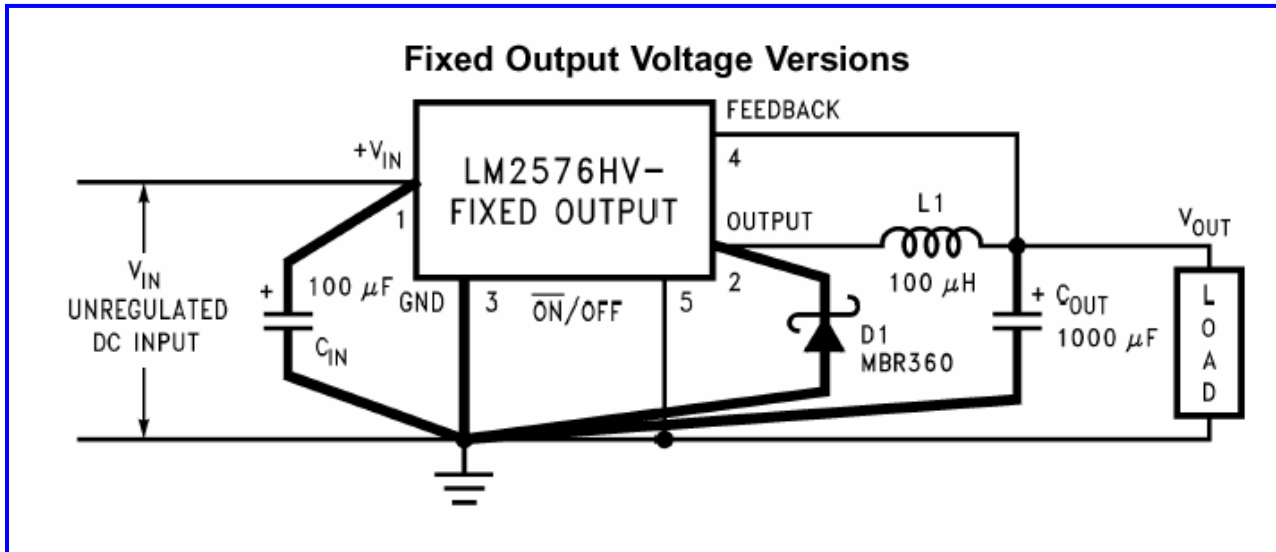 Fixed Output Voltage Versions
FEEDBACK
4
+VIN
1
LM2576HV-
FIXED OUTPUT
OUTPUT
2
L1
100 μH
VOUT
VIN
UNREGULATED
DC INPUT
+
100 μF
CIN
GND
3
ON/OFF
5
D1
MBR360
+
COUT
1000 μF
LOAD